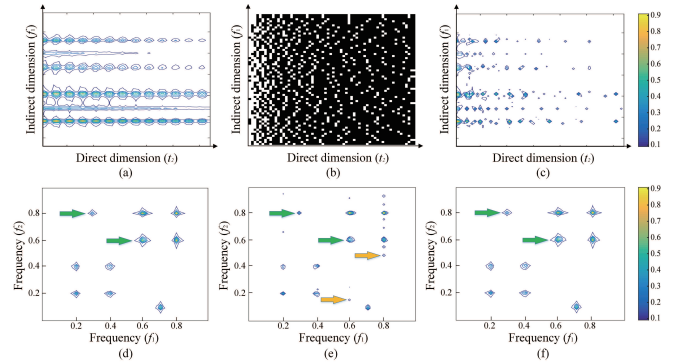 Indirect dimension (f₁)
Direct dimension (t₂)
(a)
Indirect dimension (f₁)
Direct dimension (t₂)
(b)
Indirect dimension (f₁)
Direct dimension (t₂)
(c)
0.9
0.8
0.7
0.6
0.5
0.4
0.3
0.2
0.1
Frequency (f₂)
0.8
0.6
0.4
0.2
0.2 0.4 0.6 0.8
Frequency (f₁)
(d)
Frequency (f₂)
0.8
0.6
0.4
0.2
0.2 0.4 0.6 0.8
Frequency (f₁)
(e)
Frequency (f₂)
0.8
0.6
0.4
0.2
0.2 0.4 0.6 0.8
Frequency (f₁)
(f)
0.9
0.8
0.7
0.6
0.5
0.4
0.3
0.2
0.1